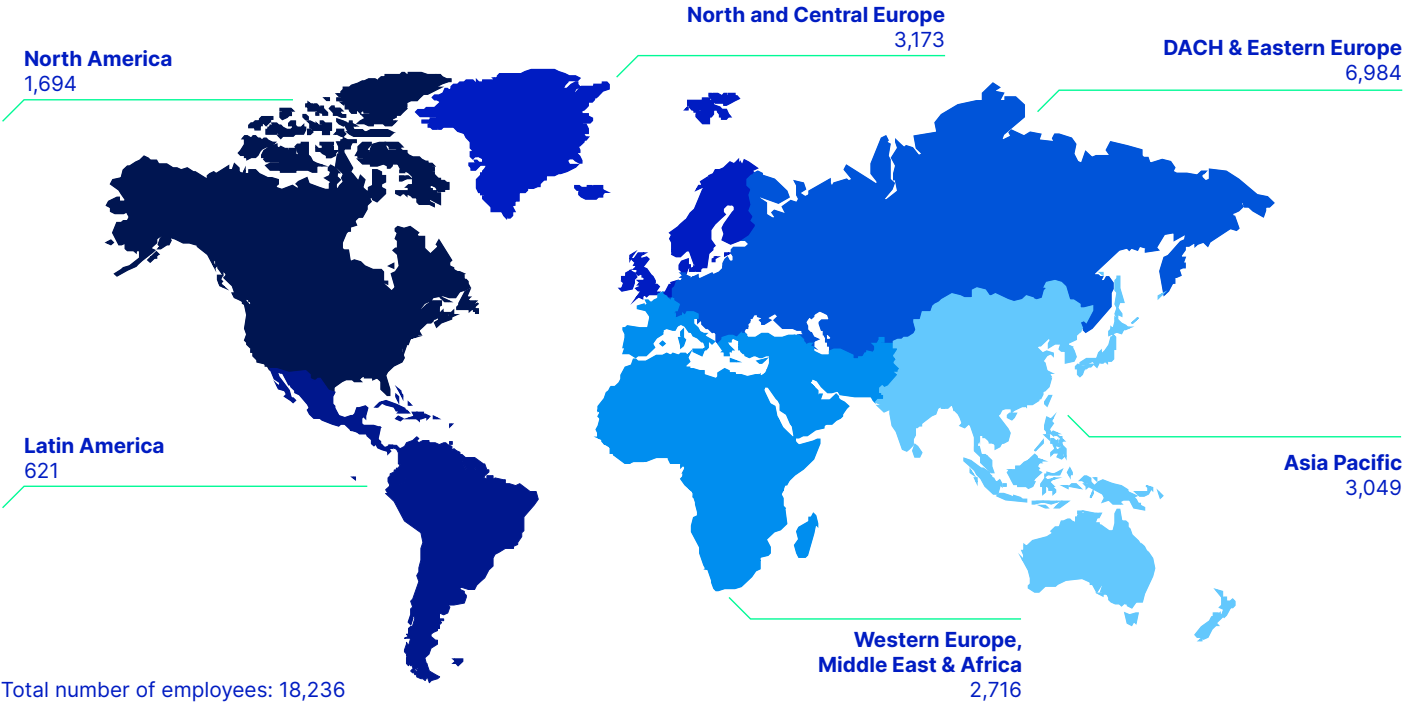 North and Central Europe
3,173
DACH & Eastern Europe
6,984
North America
1,694
Latin America
621
Asia Pacific
3,049
Western Europe,
Middle East & Africa
2,716
Total number of employees: 18,236